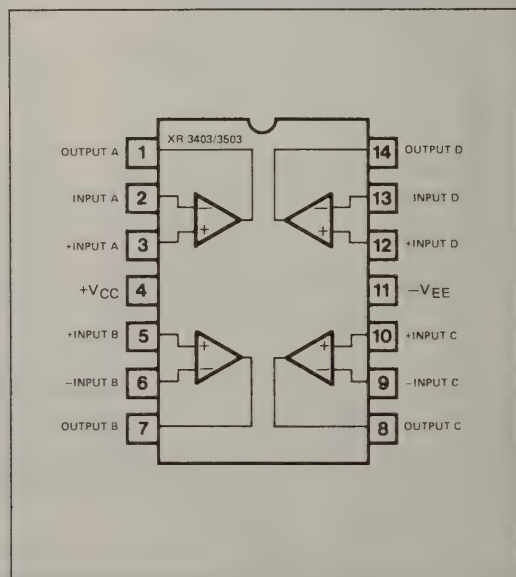 XR 3403/3503
OUTPUT A 1
INPUT A 2
+INPUT A 3
+VCC 4
+INPUT B 5
-INPUT B 6
OUTPUT B 7
14 OUTPUT D
13 INPUT D
12 +INPUT D
11 -VEE
10 +INPUT C
9 -INPUT C
8 OUTPUT C
- +
- +
+ -
+ -